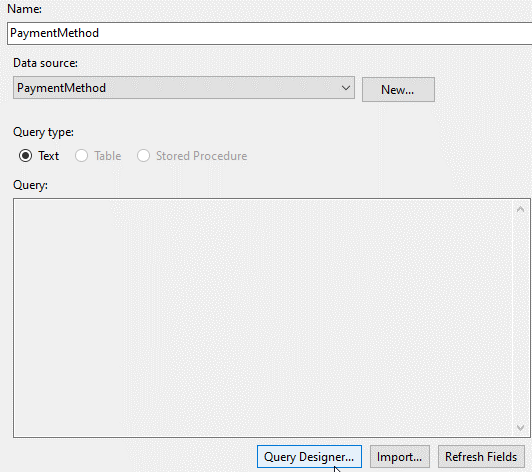 Name:
PaymentMethod
Data source:
PaymentMethod
New...
Query type:
Text Table Stored Procedure
Query:
Query Designer... Import... Refresh Fields